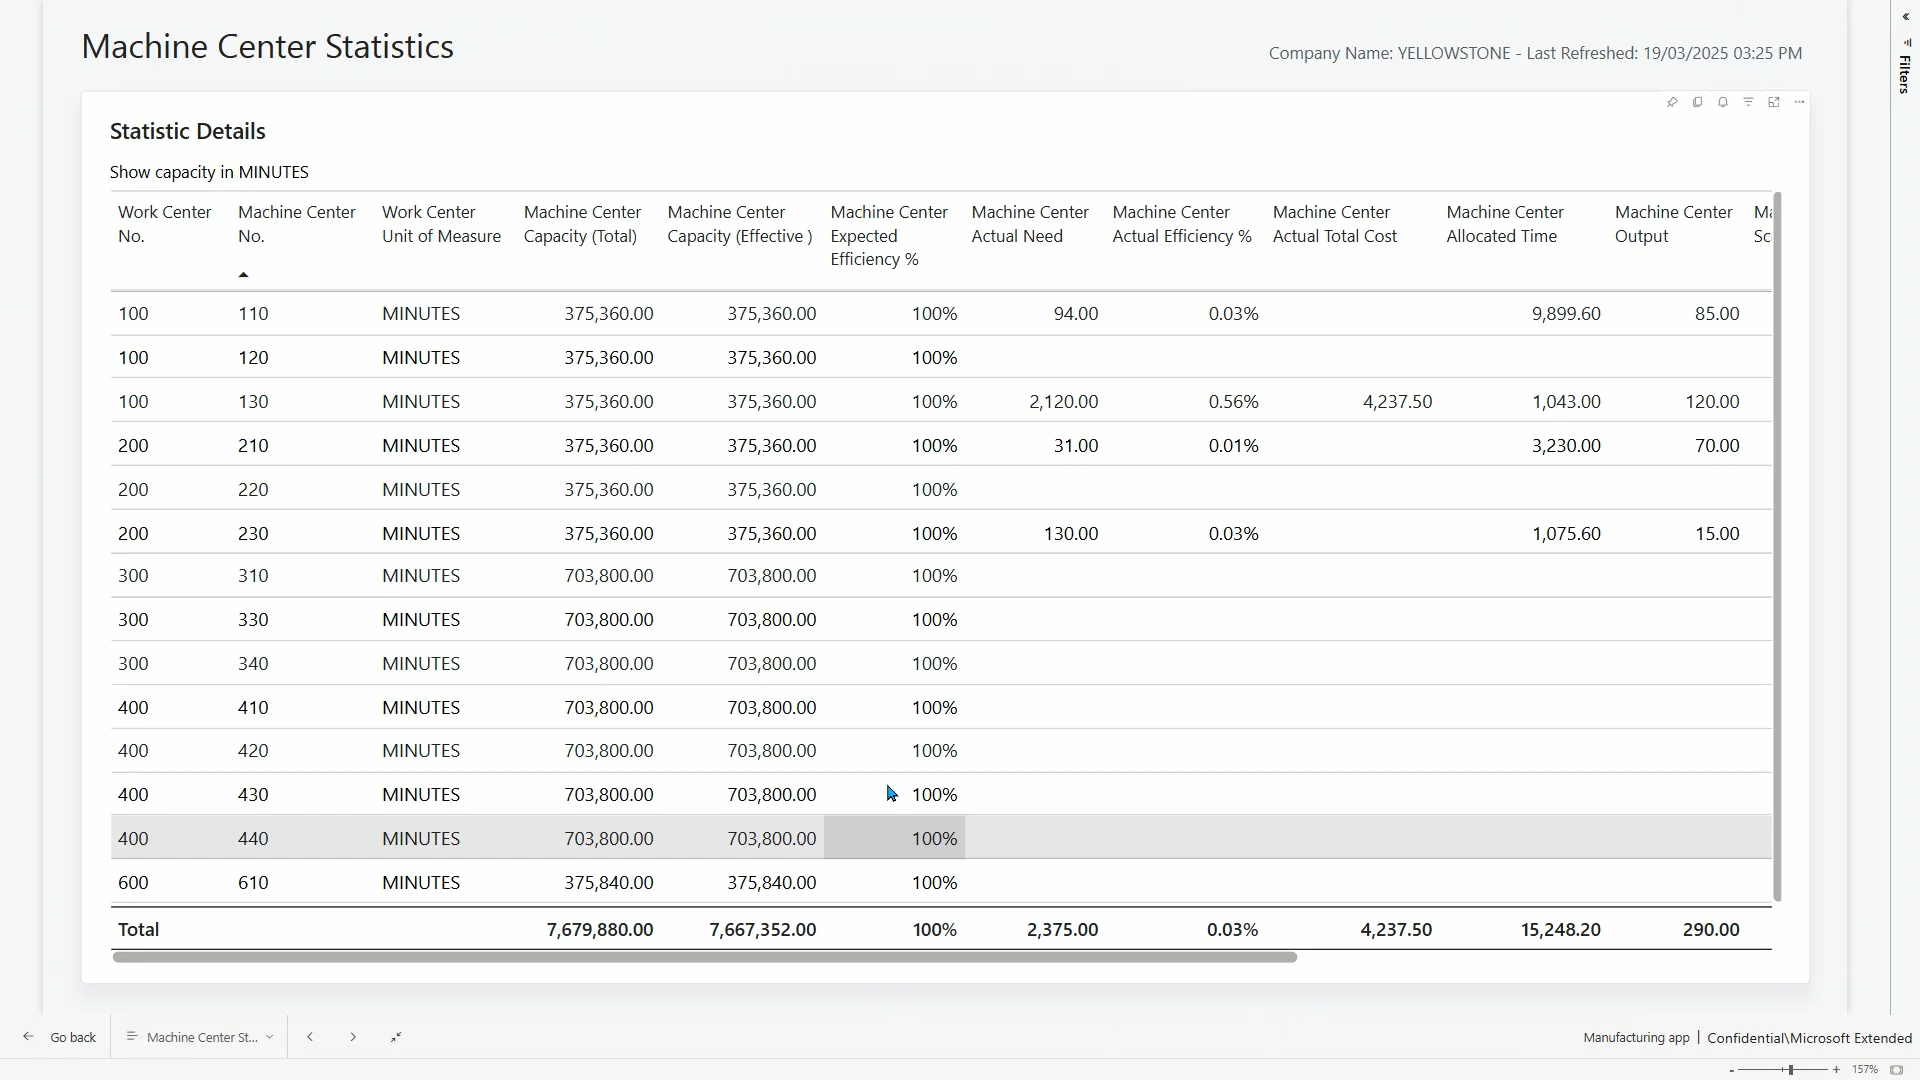 Machine Center Statistics
Company Name: YELLOWSTONE - Last Refreshed: 19/03/2025 03:25 PM
Filters
Statistic Details
Show capacity in MINUTES
Work Center No. Machine Center No. Work Center Unit of Measure Machine Center Capacity (Total) Machine Center Capacity (Effective ) Machine Center Expected Efficiency % Machine Center Actual Need Machine Center Actual Efficiency % Machine Center Actual Total Cost Machine Center Allocated Time Machine Center Output
100 110 MINUTES 375,360.00 375,360.00 100% 94.00 0.03% 9,899.60 85.00
100 120 MINUTES 375,360.00 375,360.00 100%
100 130 MINUTES 375,360.00 375,360.00 100% 2,120.00 0.56% 4,237.50 1,043.00 120.00
200 210 MINUTES 375,360.00 375,360.00 100% 31.00 0.01% 3,230.00 70.00
200 220 MINUTES 375,360.00 375,360.00 100%
200 230 MINUTES 375,360.00 375,360.00 100% 130.00 0.03% 1,075.60 15.00
300 310 MINUTES 703,800.00 703,800.00 100%
300 330 MINUTES 703,800.00 703,800.00 100%
300 340 MINUTES 703,800.00 703,800.00 100%
400 410 MINUTES 703,800.00 703,800.00 100%
400 420 MINUTES 703,800.00 703,800.00 100%
400 430 MINUTES 703,800.00 703,800.00 100%
400 440 MINUTES 703,800.00 703,800.00 100%
600 610 MINUTES 375,840.00 375,840.00 100%
Total 7,679,880.00 7,667,352.00 100% 2,375.00 0.03% 4,237.50 15,248.20 290.00
Go back Machine Center St... Manufacturing app | Confidential\Microsoft Extended
- + 157%